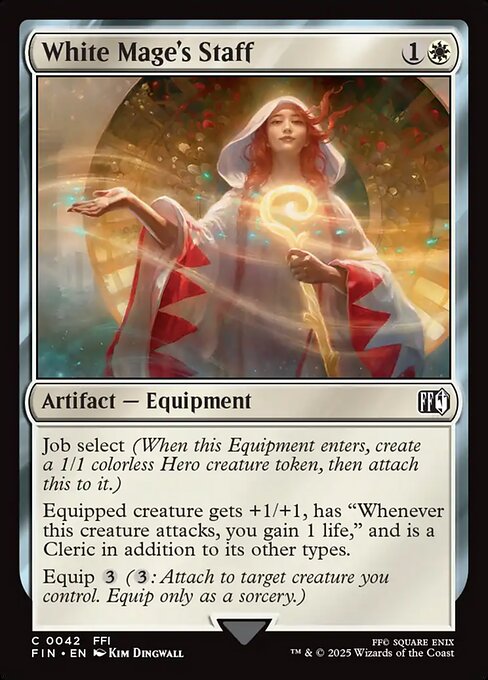 White Mage's Staff 1
Artifact — Equipment FFI
Job select (When this Equipment enters, create
a 1/1 colorless Hero creature token, then attach
this to it.)
Equipped creature gets +1/+1, has “Whenever
this creature attacks, you gain 1 life,” and is a
Cleric in addition to its other types.
Equip 3 (3: Attach to target creature you
control. Equip only as a sorcery.)
C 0042 FFI
FIN • EN Kim Dingwall
FF© SQUARE ENIX
™ & © 2025 Wizards of the Coast